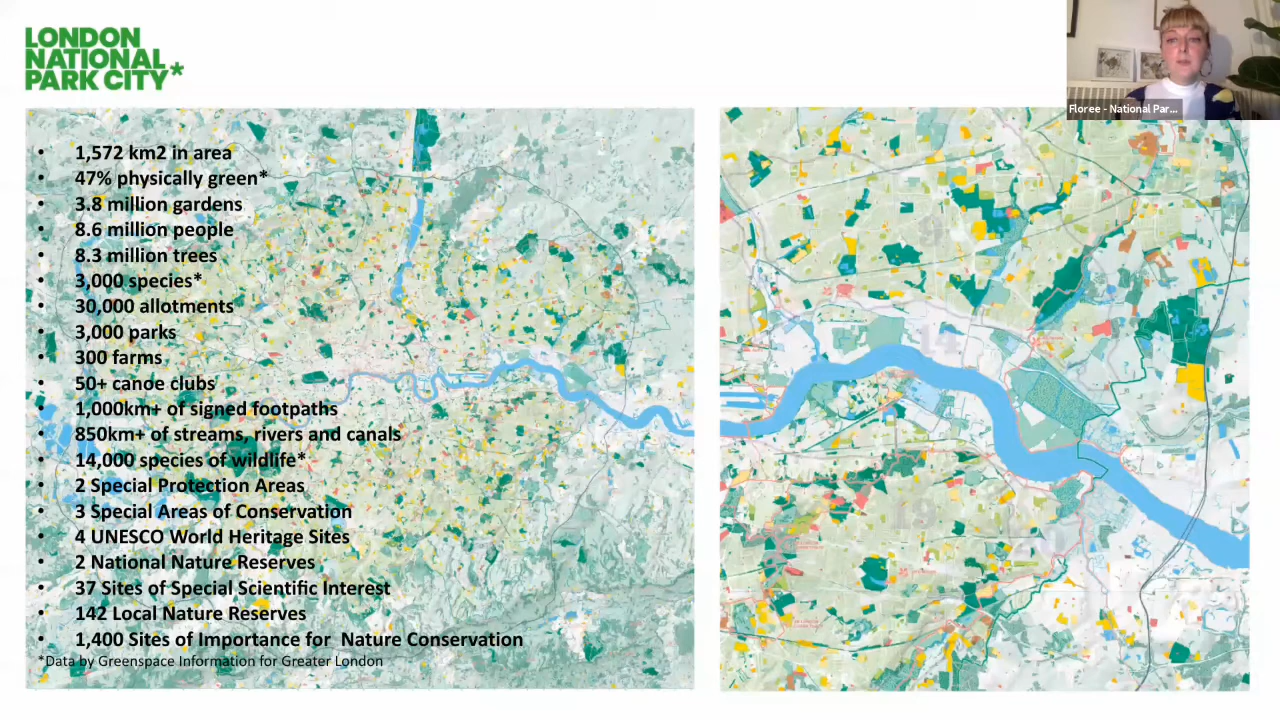 LONDON
NATIONAL
PARK CITY*
Floree - National Par...
• 1,572 km2 in area
• 47% physically green*
• 3.8 million gardens
• 8.6 million people
• 8.3 million trees
• 3,000 species*
• 30,000 allotments
• 3,000 parks
• 300 farms
• 50+ canoe clubs
• 1,000km+ of signed footpaths
• 850km+ of streams, rivers and canals
• 14,000 species of wildlife*
• 2 Special Protection Areas
• 3 Special Areas of Conservation
• 4 UNESCO World Heritage Sites
• 2 National Nature Reserves
• 37 Sites of Special Scientific Interest
• 142 Local Nature Reserves
• 1,400 Sites of Importance for  Nature Conservation
*Data by Greenspace Information for Greater London
9
14
19